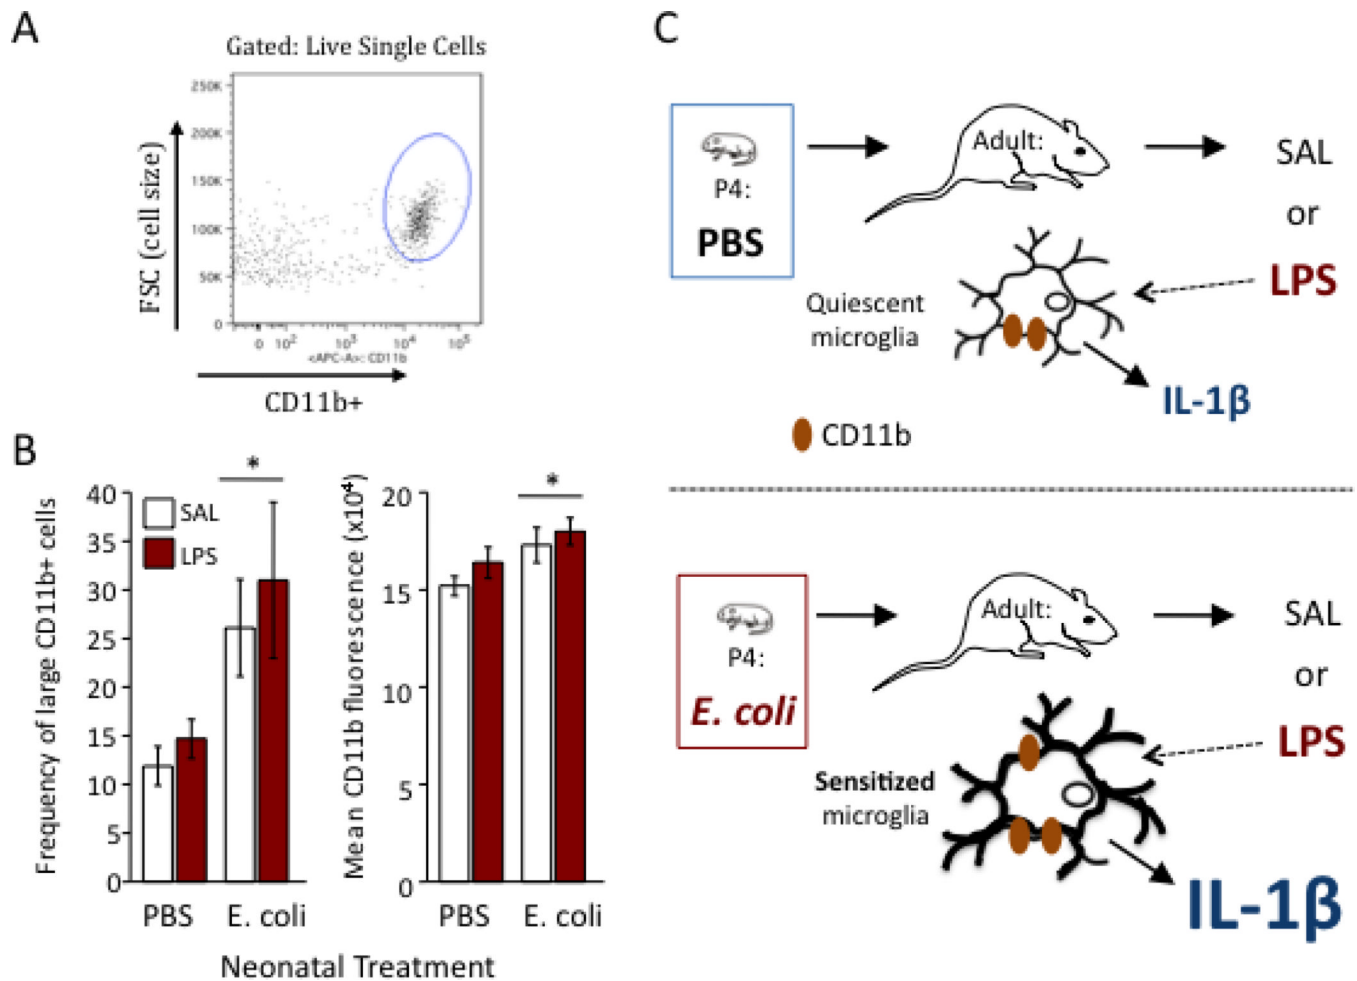 A
Gated: Live Single Cells
FSC (cell size)
250K
200K
150K
100K
50K
0
0 10² 10³ 10⁴ 10⁵
<APC-A>: CD11b
CD11b+
B
Frequency of large CD11b+ cells
40
35
30
25
20
15
10
5
0
SAL
LPS
*
PBS E. coli
Mean CD11b fluorescence (x10⁴)
20
15
10
5
0
*
PBS E. coli
Neonatal Treatment
C
P4:
PBS
Adult:
SAL
or
LPS
Quiescent
microglia
IL-1β
CD11b
P4:
E. coli
Adult:
SAL
or
LPS
Sensitized
microglia
IL-1β